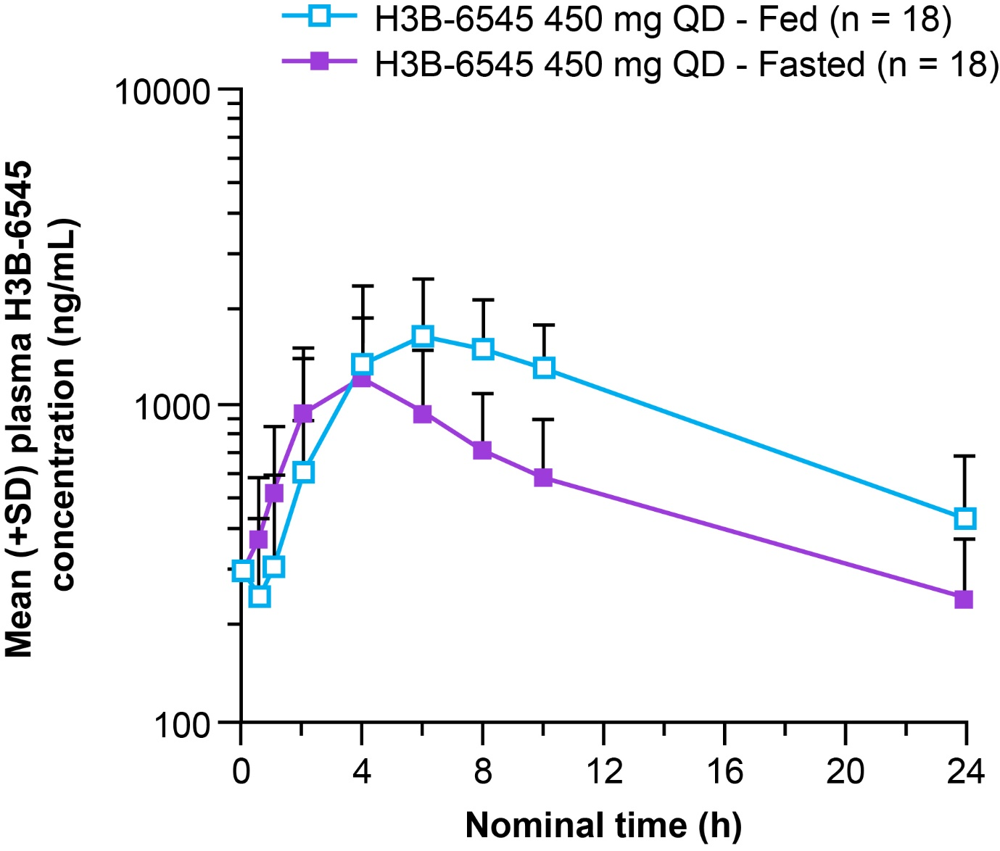 H3B-6545 450 mg QD - Fed (n = 18)
H3B-6545 450 mg QD - Fasted (n = 18)
Mean (+SD) plasma H3B-6545
concentration (ng/mL)
10000
1000
100
0 4 8 12 16 20 24
Nominal time (h)